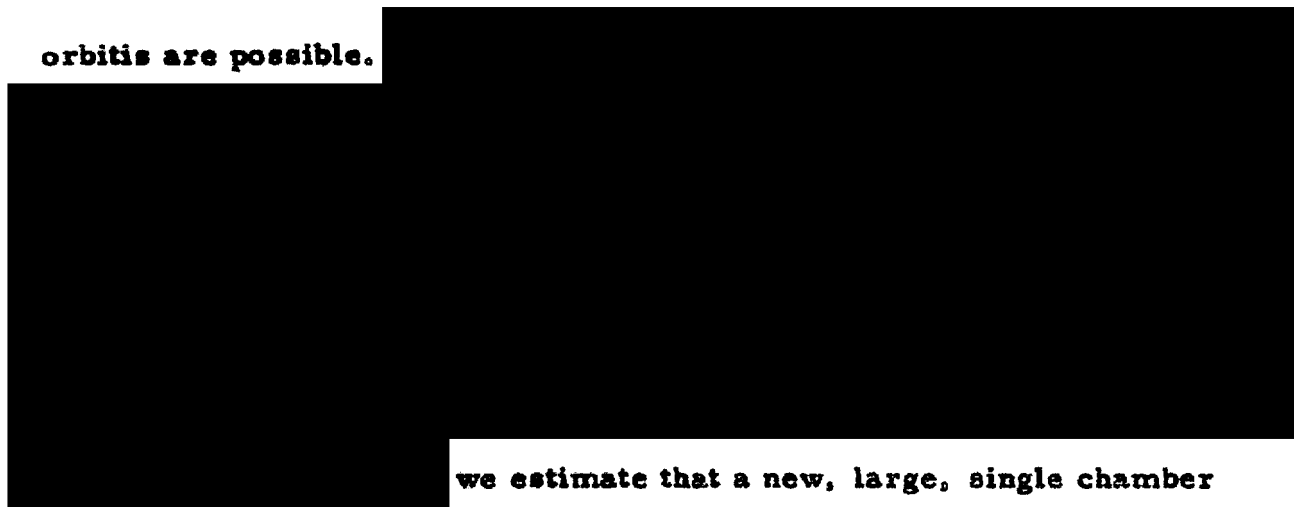 orbitis are possible.
we estimate that a new, large, single chamber